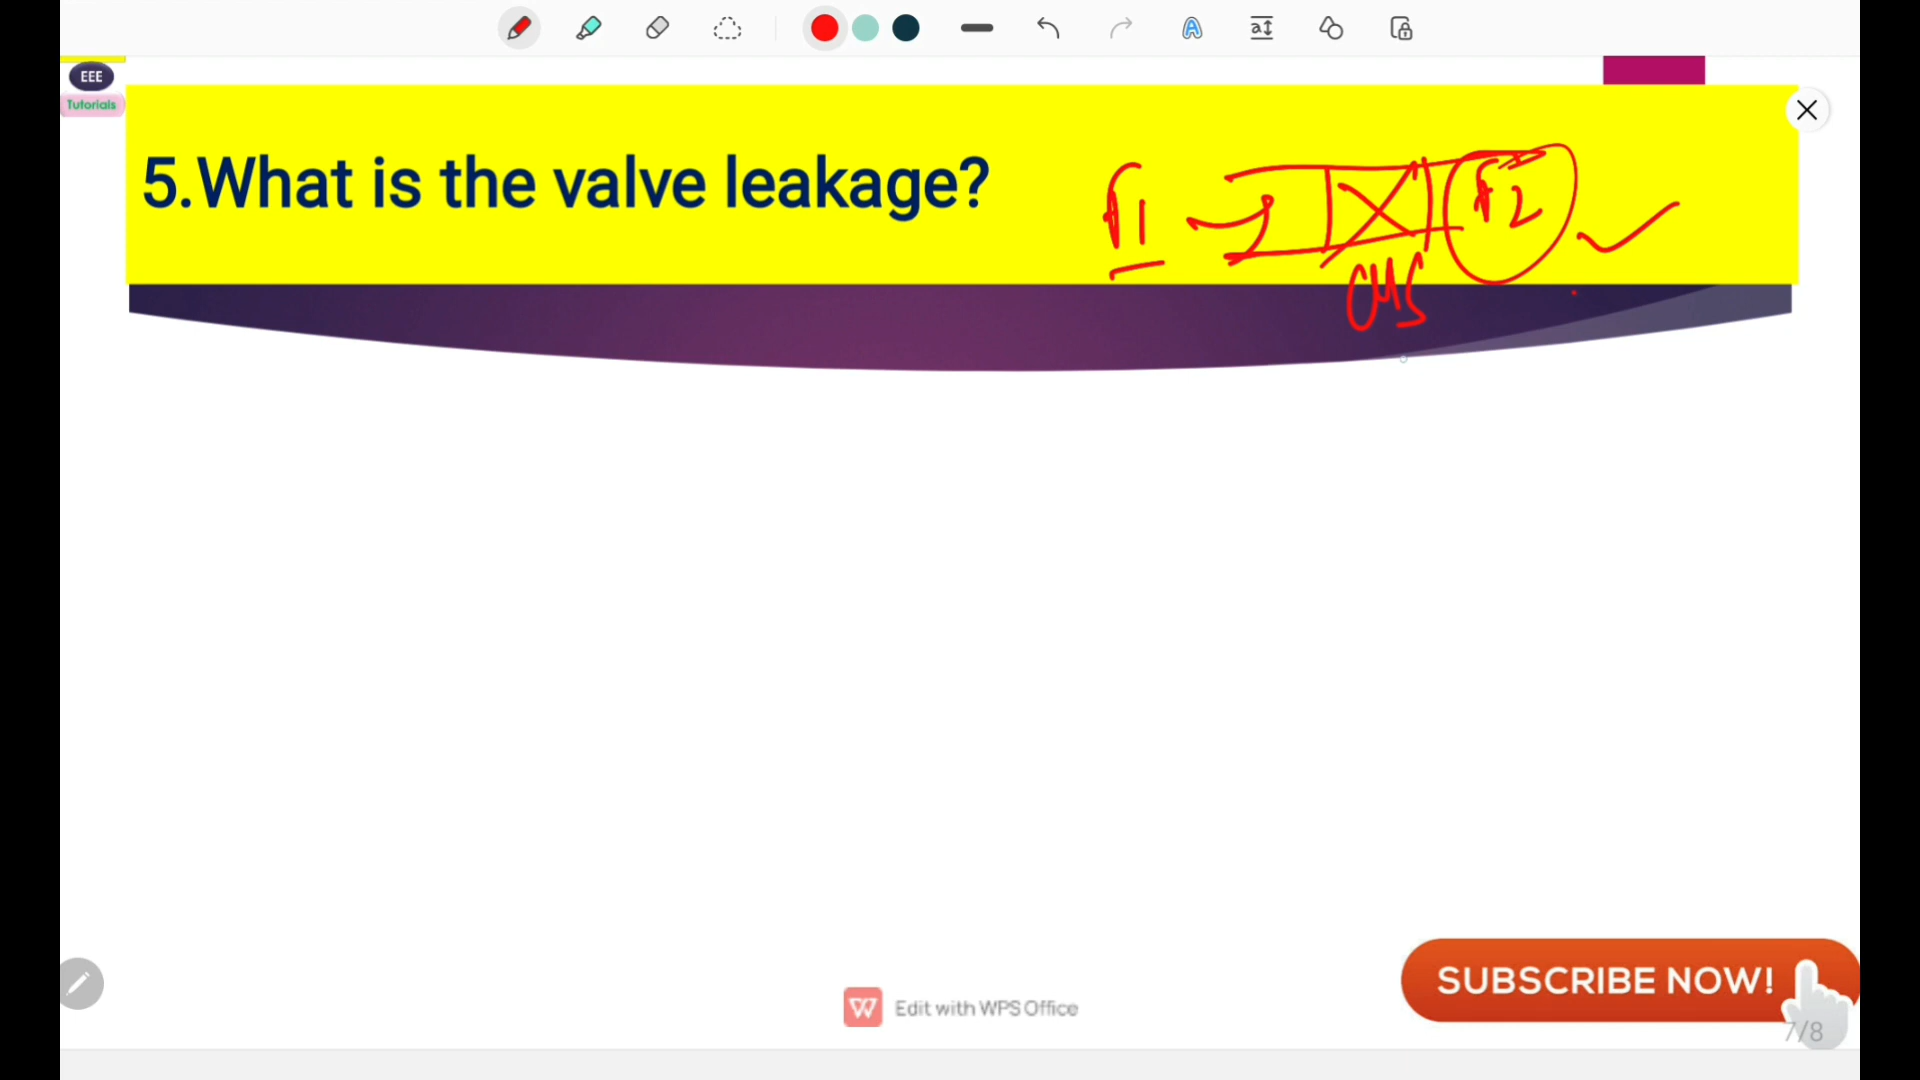 EEE
Tutorials
5.What is the valve leakage?
P1
P2
Edit with WPS Office
SUBSCRIBE NOW!
7/8